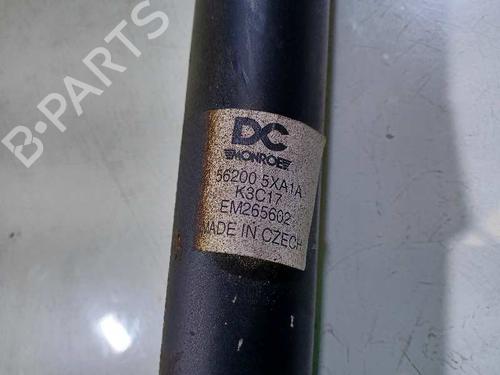 B-PARTS
DC
MONROE
56200 5XA1A
K3C17
EM265602
MADE IN CZECH